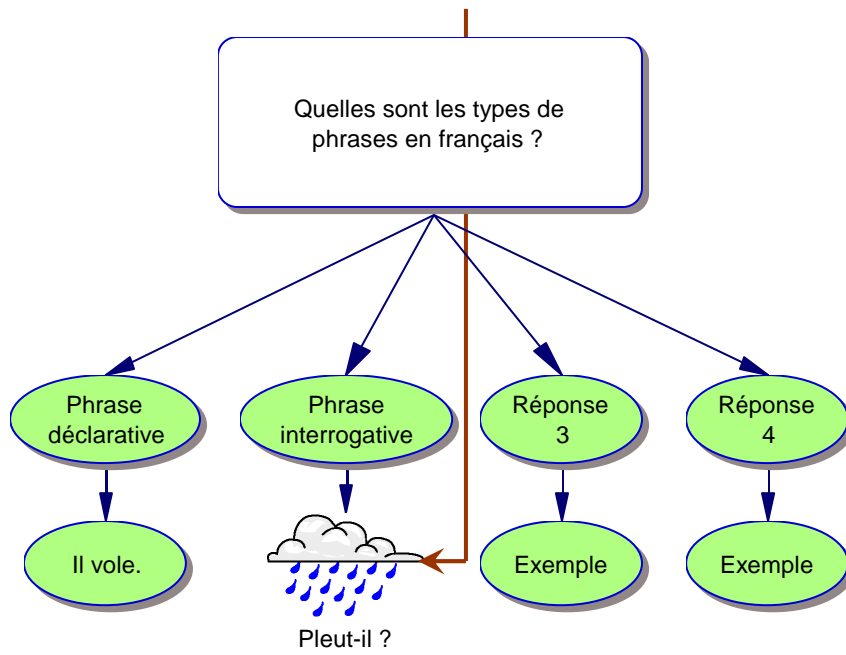 Quelles sont les types de
phrases en français ?
Phrase
déclarative
Phrase
interrogative
Réponse
3
Réponse
4
Il vole.
Pleut-il ?
Exemple
Exemple